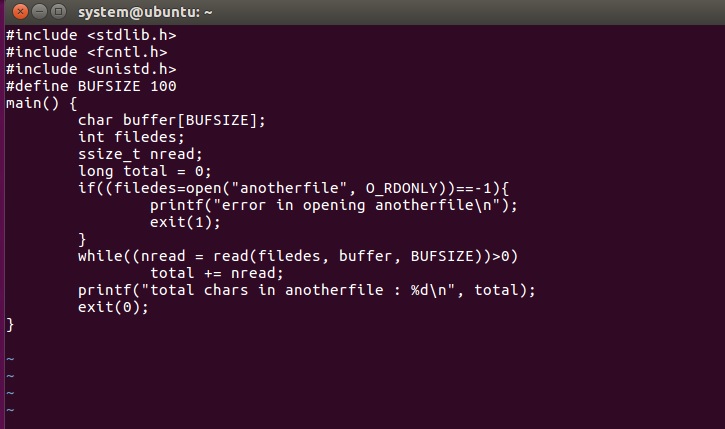 system@ubuntu: ~
#include <stdlib.h>
#include <fcntl.h>
#include <unistd.h>
#define BUFSIZE 100
main() {
        char buffer[BUFSIZE];
        int filedes;
        ssize_t nread;
        long total = 0;
        if((filedes=open("anotherfile", O_RDONLY))==-1){
                printf("error in opening anotherfile\n");
                exit(1);
        }
        while((nread = read(filedes, buffer, BUFSIZE))>0)
                total += nread;
        printf("total chars in anotherfile : %d\n", total);
        exit(0);
}
~
~
~
~